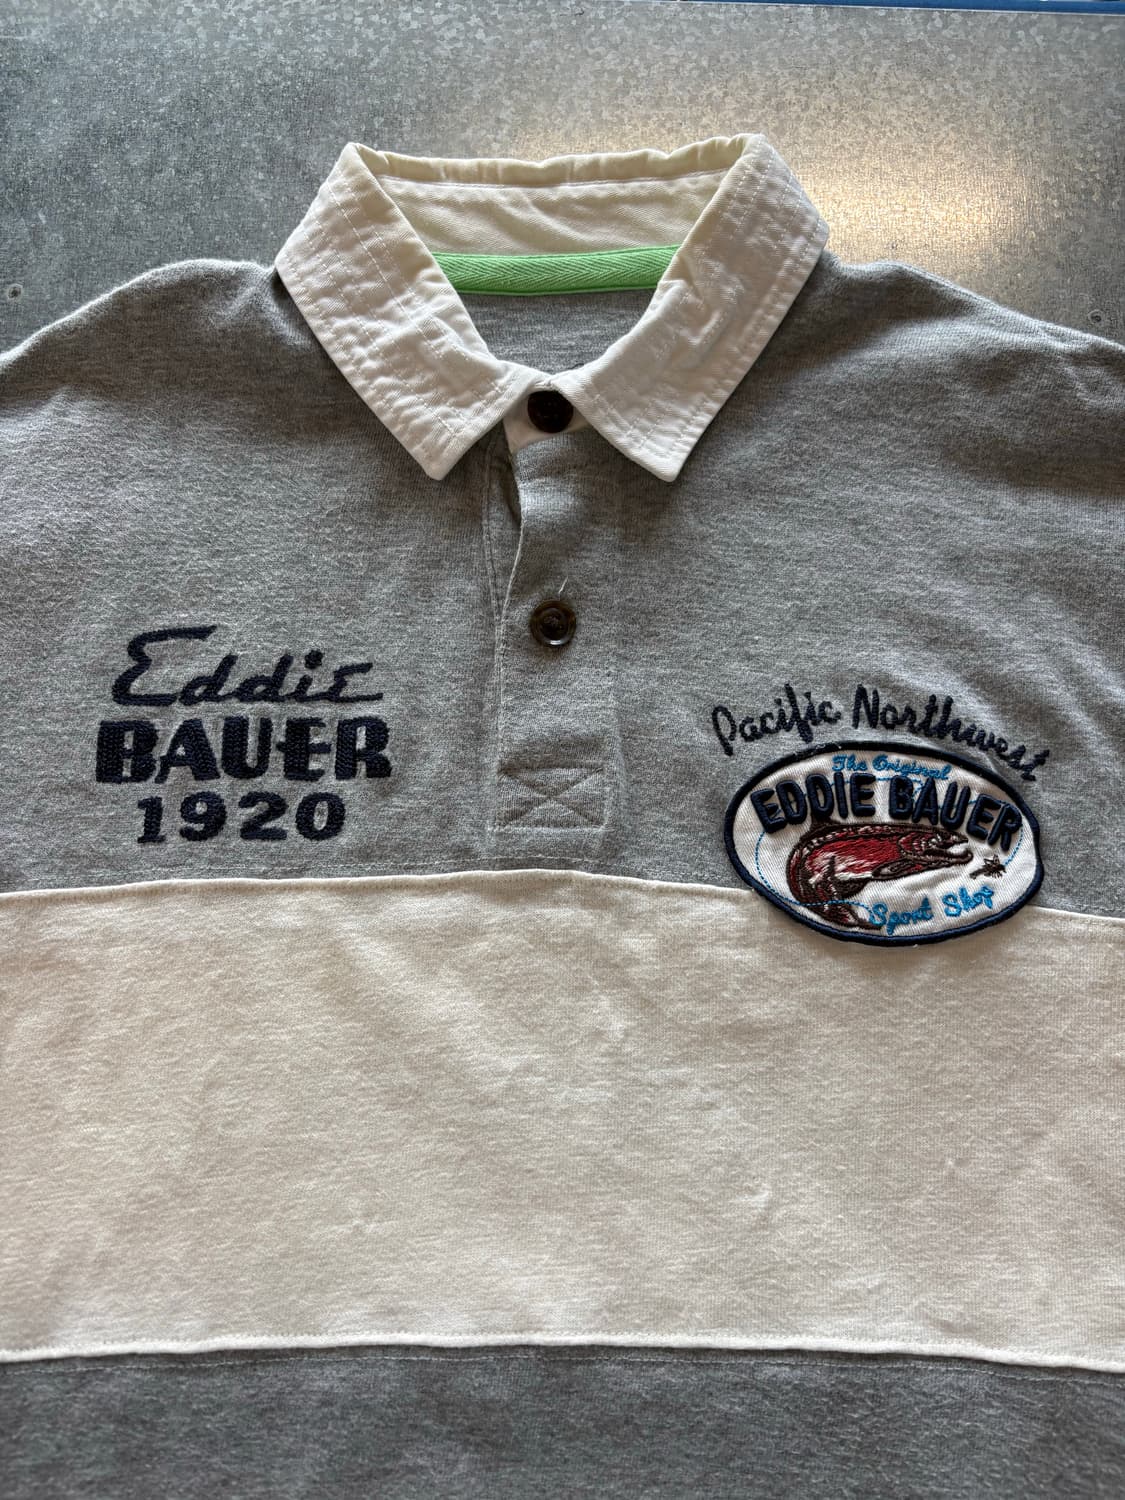 Eddie
BAUER
1920
Pacific Northwest
The Original
EDDIE BAUER
Sport Shop